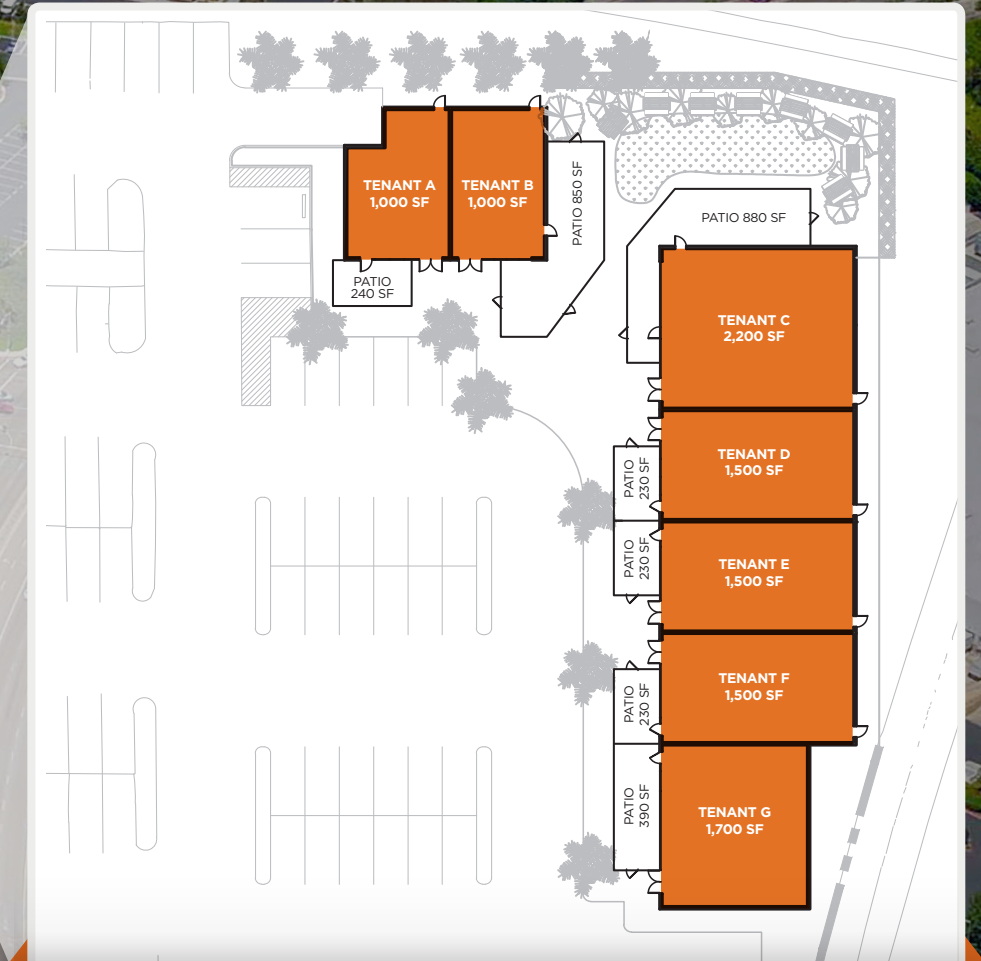 TENANT A
1,000 SF
TENANT B
1,000 SF
PATIO 850 SF
PATIO 880 SF
PATIO
240 SF
TENANT C
2,200 SF
PATIO
230 SF
TENANT D
1,500 SF
PATIO
230 SF
TENANT E
1,500 SF
PATIO
230 SF
TENANT F
1,500 SF
PATIO
390 SF
TENANT G
1,700 SF